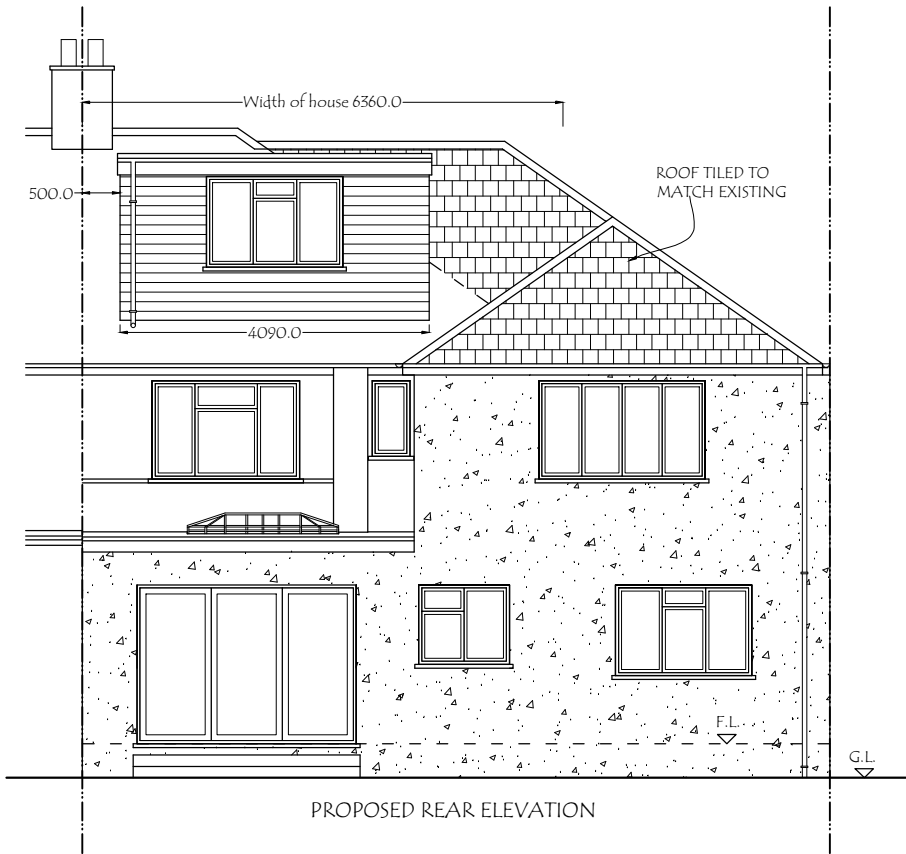 Width of house 6360.0
ROOF TILED TO
MATCH EXISTING
500.0
4090.0
F.L.
G.L.
PROPOSED REAR ELEVATION